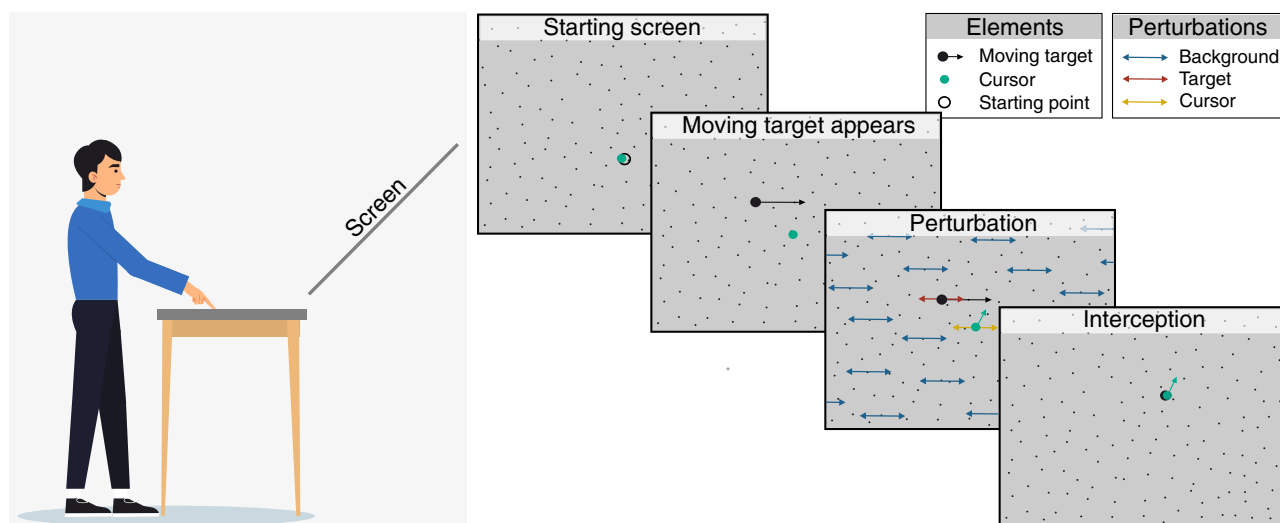 Screen
Starting screen
Moving target appears
Perturbation
Interception
Elements
Moving target
Cursor
Starting point
Perturbations
Background
Target
Cursor